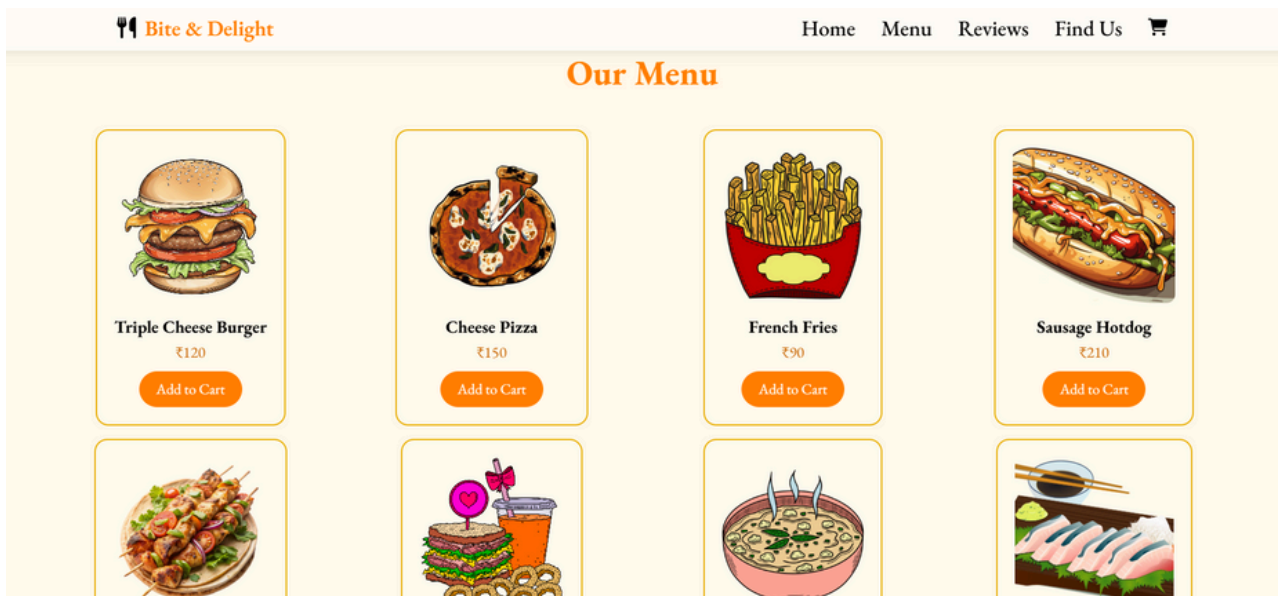 Bite & Delight Home Menu Reviews Find Us
Our Menu
Triple Cheese Burger
₹120
Add to Cart
Cheese Pizza
₹150
Add to Cart
French Fries
₹90
Add to Cart
Sausage Hotdog
₹210
Add to Cart